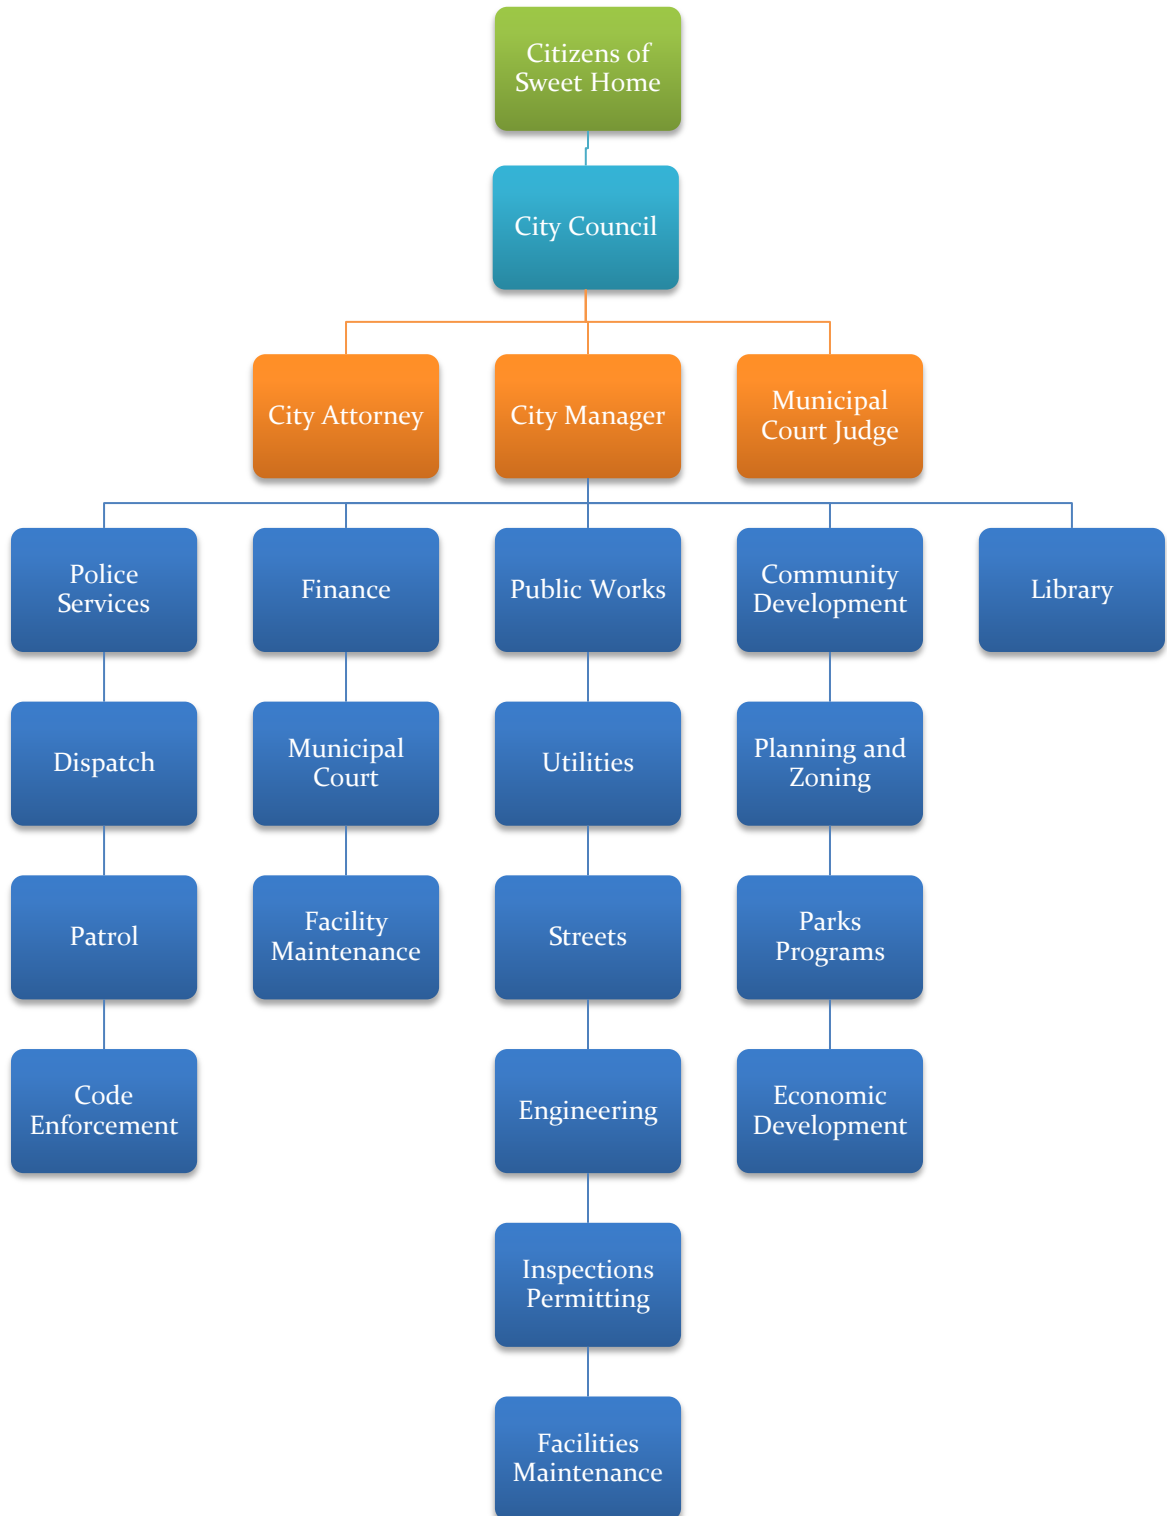 Citizens of
Sweet Home
City Council
City Attorney
City Manager
Municipal
Court Judge
Police
Services
Finance
Public Works
Community
Development
Library
Dispatch
Municipal
Court
Utilities
Planning and
Zoning
Patrol
Facility
Maintenance
Streets
Parks
Programs
Code
Enforcement
Engineering
Economic
Development
Inspections
Permitting
Facilities
Maintenance